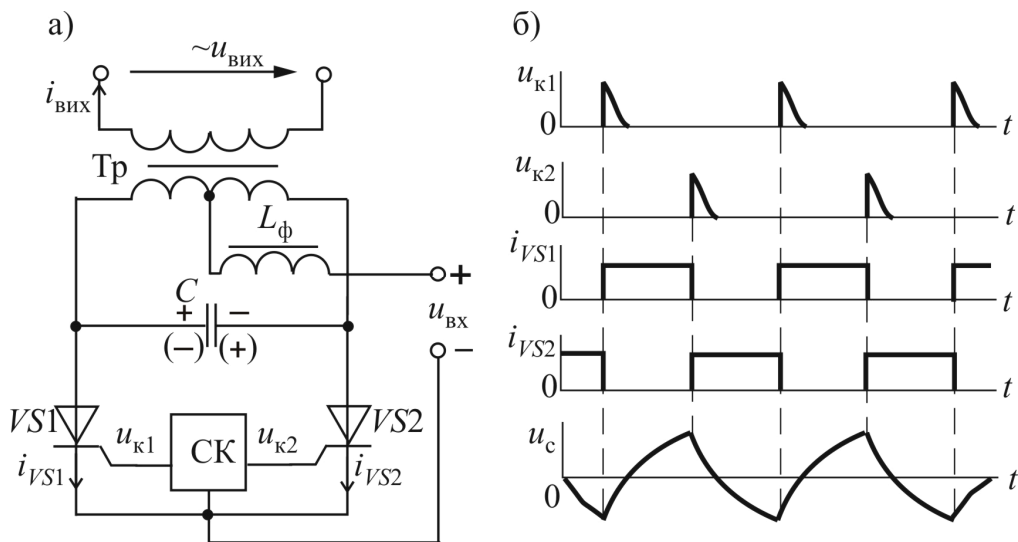 а)
~uвих
iвих
Тр
Lф
C
+ −
(−) (+)
+
uвх
−
VS1
VS2
uк1
СК
uк2
iVS1
iVS2
б)
uк1
0
t
uк2
0
t
iVS1
0
t
iVS2
0
t
uс
0
t